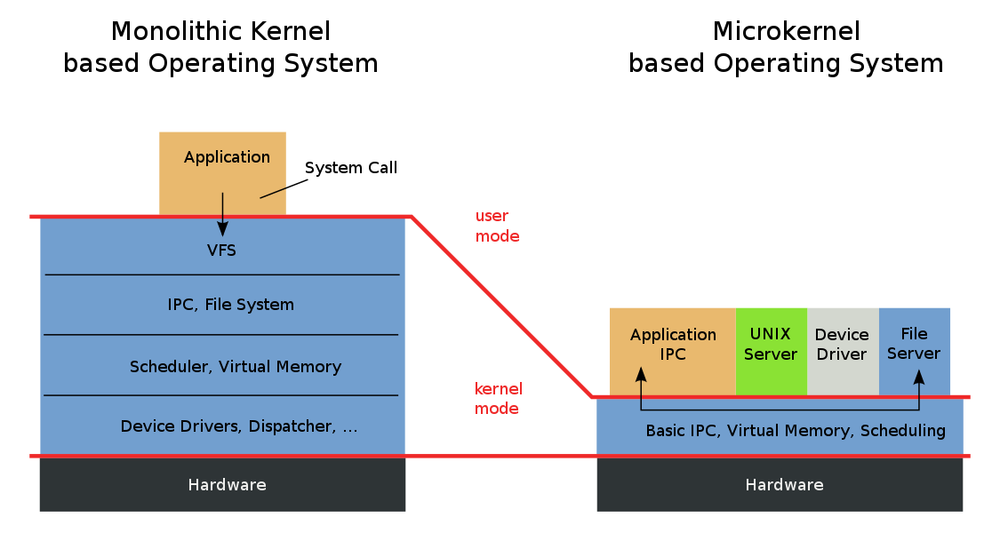 Monolithic Kernel
based Operating System
Microkernel
based Operating System
Application
System Call
user
mode
VFS
IPC, File System
Scheduler, Virtual Memory
Device Drivers, Dispatcher, ...
kernel
mode
Hardware
Application
IPC
UNIX
Server
Device
Driver
File
Server
Basic IPC, Virtual Memory, Scheduling
Hardware